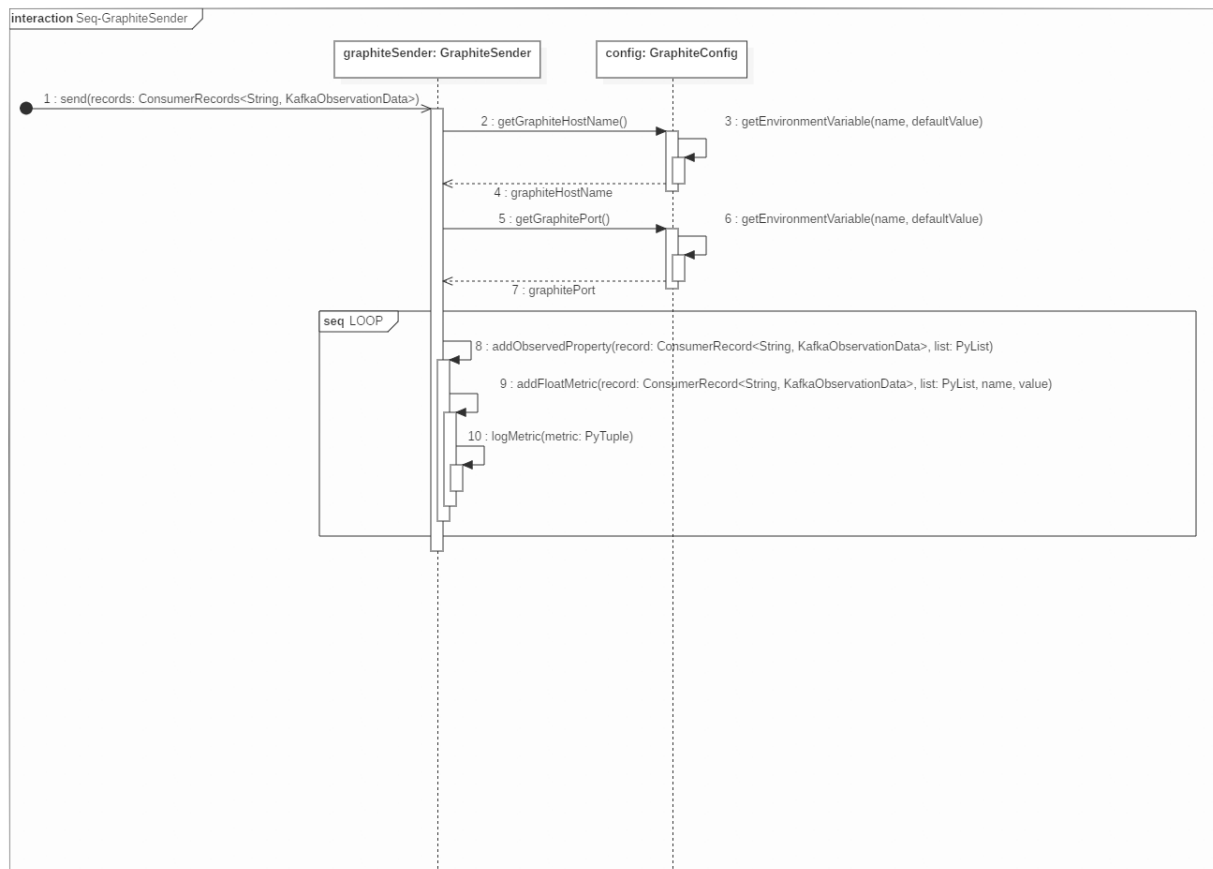 interaction Seq-GraphiteSender
graphiteSender: GraphiteSender
config: GraphiteConfig
1 : send(records: ConsumerRecords<String, KafkaObservationData>)
2 : getGraphiteHostName()
3 : getEnvironmentVariable(name, defaultValue)
4 : graphiteHostName
5 : getGraphitePort()
6 : getEnvironmentVariable(name, defaultValue)
7 : graphitePort
seq LOOP
8 : addObservedProperty(record: ConsumerRecord<String, KafkaObservationData>, list: PyList)
9 : addFloatMetric(record: ConsumerRecord<String, KafkaObservationData>, list: PyList, name, value)
10 : logMetric(metric: PyTuple)